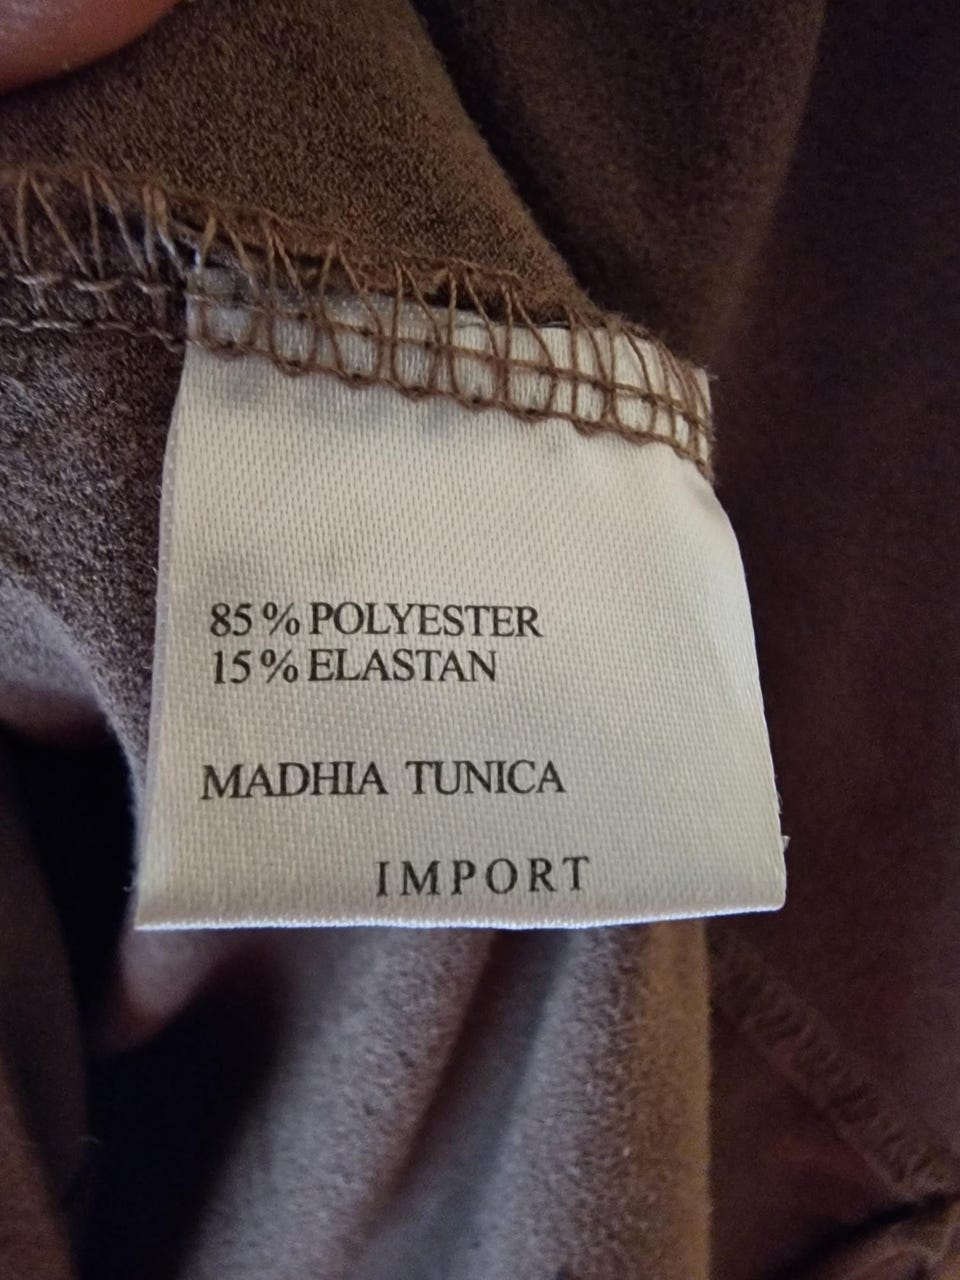 85% POLYESTER
15% ELASTAN
MADHIA TUNICA
IMPORT